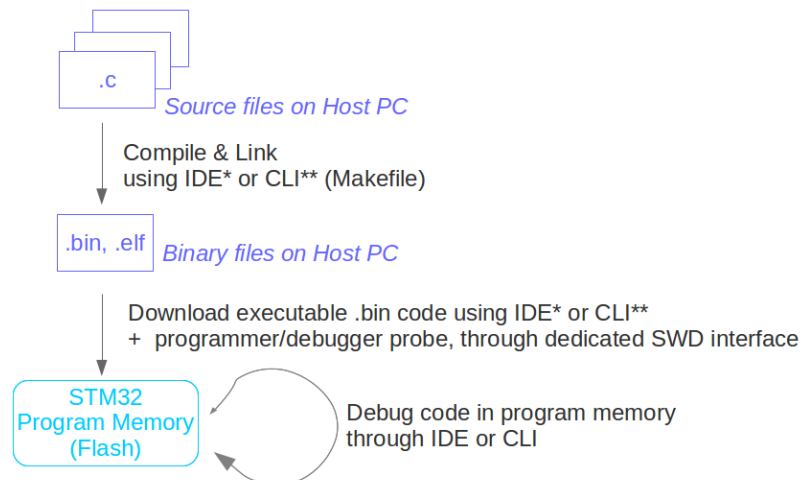 .c
Source files on Host PC
Compile & Link
using IDE* or CLI** (Makefile)
.bin, .elf
Binary files on Host PC
Download executable .bin code using IDE* or CLI**
+ programmer/debugger probe, through dedicated SWD interface
STM32
Program Memory
(Flash)
Debug code in program memory
through IDE or CLI